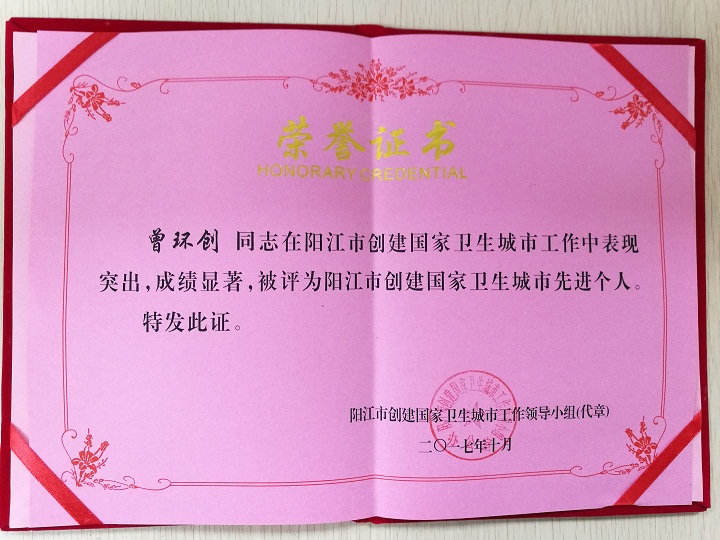 荣誉证书
HONORARY CREDENTIAL
曾环创 同志在阳江市创建国家卫生城市工作中表现
突出，成绩显著，被评为阳江市创建国家卫生城市先进个人。
特发此证。
阳江市创建国家卫生城市工作领导小组(代章)
二〇一七年十月